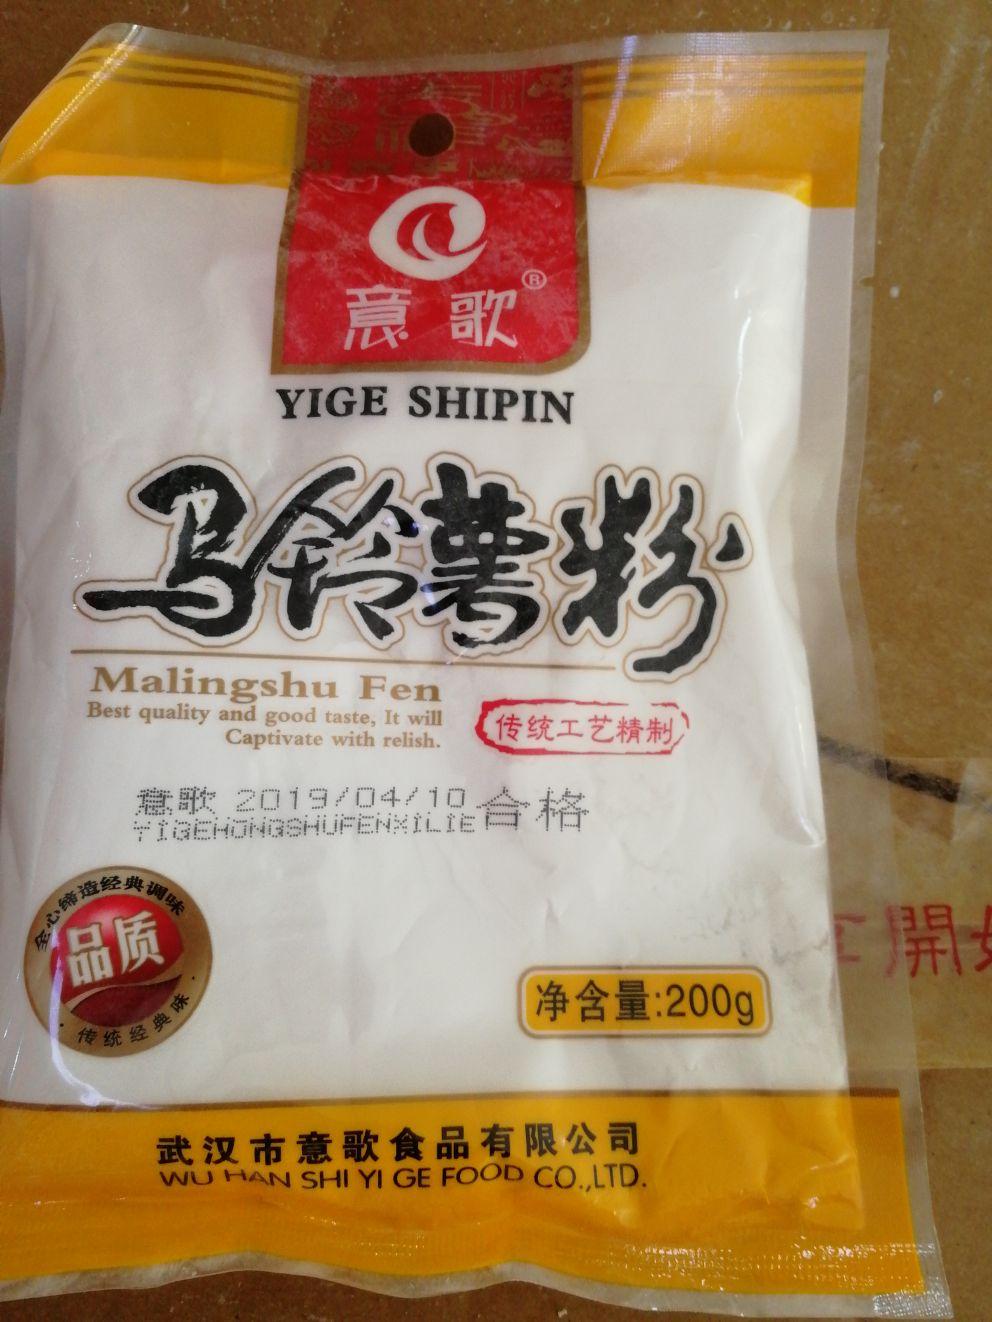 意歌®
YIGE SHIPIN
马铃薯粉
Malingshu Fen
Best quality and good taste, It will
Captivate with relish.
传统工艺精制
意歌 2019/04/10 合格
YIGEHONGSHUFENXILIE
全心缔造经典调味
品质
·传统经典味·
净含量:200g
開
武汉市意歌食品有限公司
WU HAN SHI YI GE FOOD CO.,LTD.